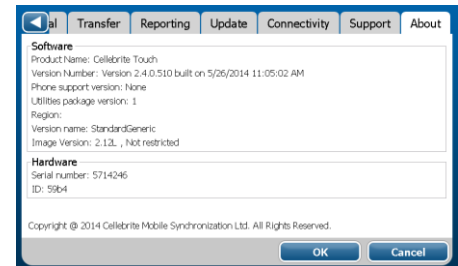 al Transfer Reporting Update Connectivity Support About
Software
Product Name: Cellebrite Touch
Version Number: Version 2.4.0.510 built on 5/26/2014 11:05:02 AM
Phone support version: None
Utilities package version: 1
Region:
Version name: StandardGeneric
Image Version: 2.12L , Not restricted
Hardware
Serial number: 5714246
ID: 59b4
Copyright @ 2014 Cellebrite Mobile Synchronization Ltd. All Rights Reserved.
OK Cancel